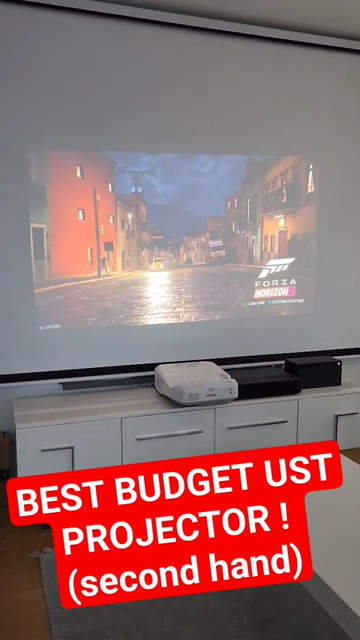 FORZA
HORIZON 5
BEST BUDGET UST
PROJECTOR !
(second hand)